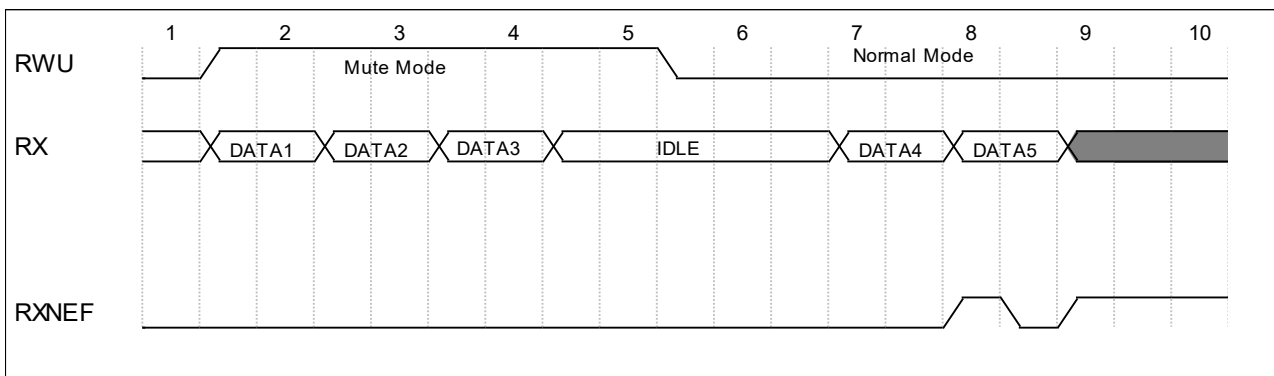 1 2 3 4 5 6 7 8 9 10
RWU Mute Mode Normal Mode
RX DATA1 DATA2 DATA3 IDLE DATA4 DATA5
RXNEF